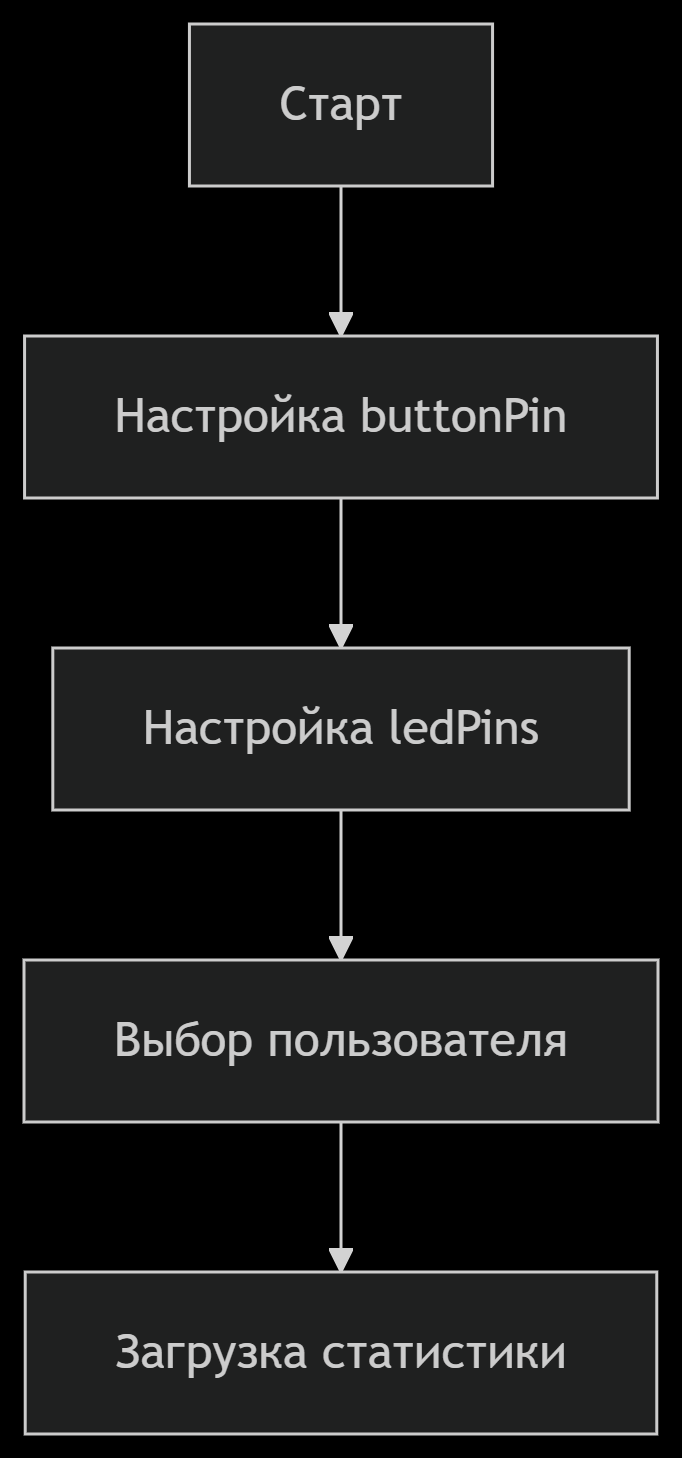 Старт
Настройка buttonPin
Настройка ledPins
Выбор пользователя
Загрузка статистики